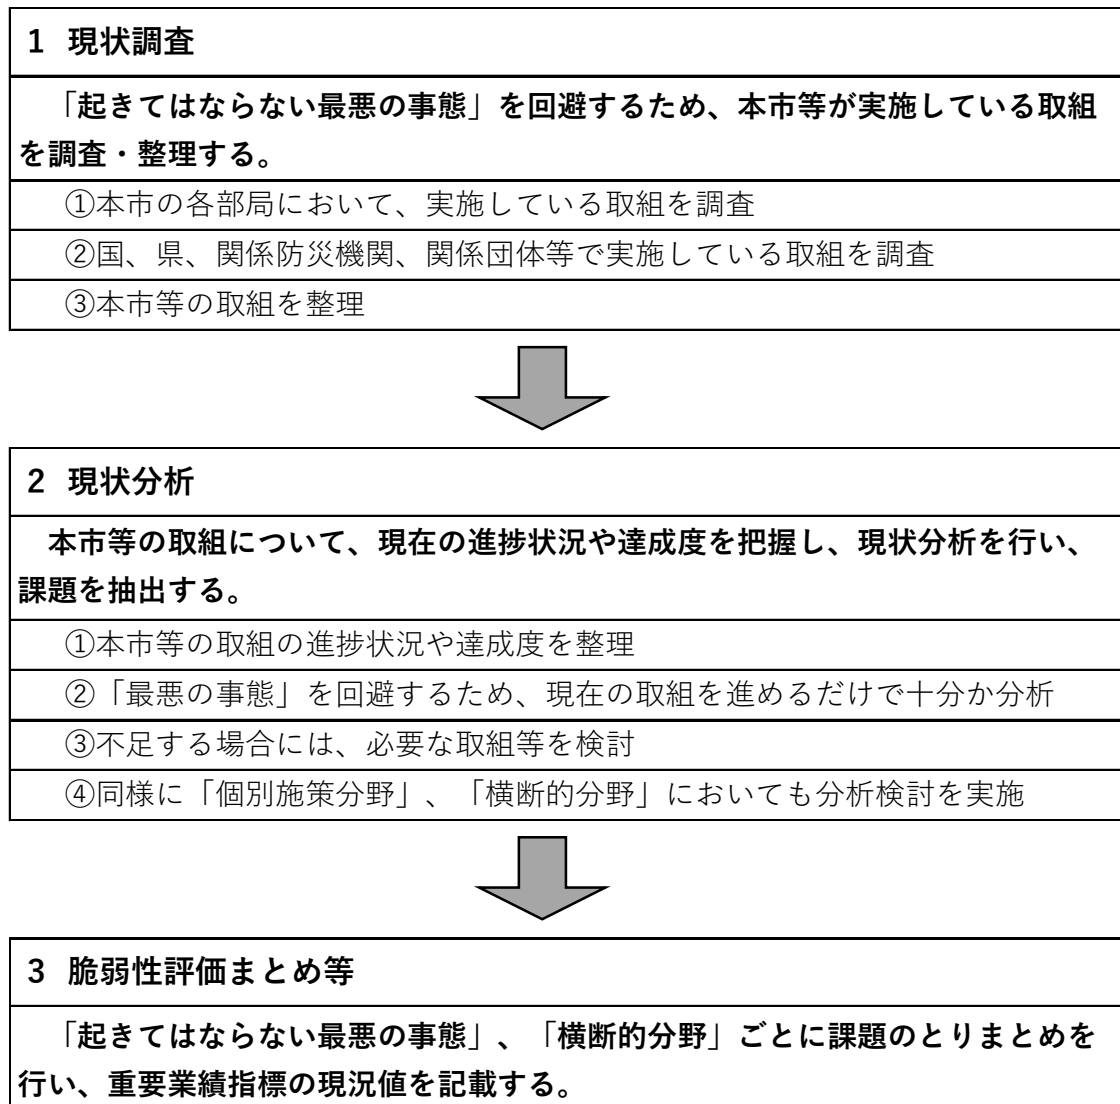 1 現状調査
「起きてはならない最悪の事態」を回避するため、本市等が実施している取組
を調査・整理する。
①本市の各部局において、実施している取組を調査
②国、県、関係防災機関、関係団体等で実施している取組を調査
③本市等の取組を整理
2 現状分析
本市等の取組について、現在の進捗状況や達成度を把握し、現状分析を行い、
課題を抽出する。
①本市等の取組の進捗状況や達成度を整理
②「最悪の事態」を回避するため、現在の取組を進めるだけで十分か分析
③不足する場合には、必要な取組等を検討
④同様に「個別施策分野」、「横断的分野」においても分析検討を実施
3 脆弱性評価まとめ等
「起きてはならない最悪の事態」、「横断的分野」ごとに課題のとりまとめを
行い、重要業績指標の現況値を記載する。